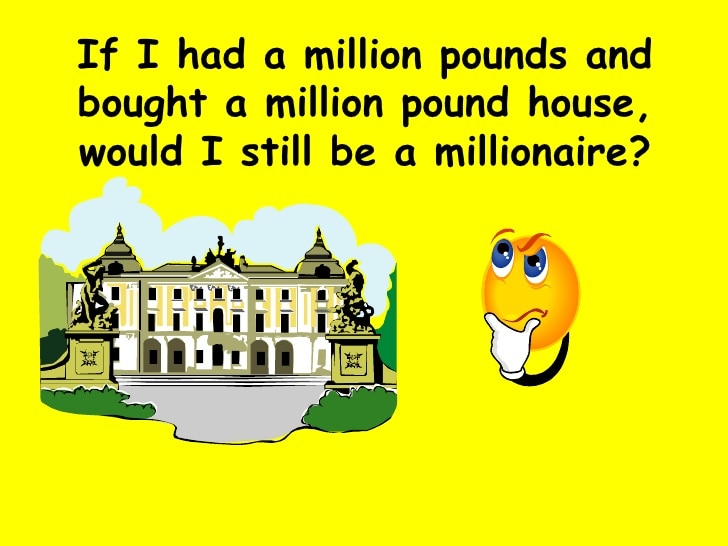 If I had a million pounds and
bought a million pound house,
would I still be a millionaire?